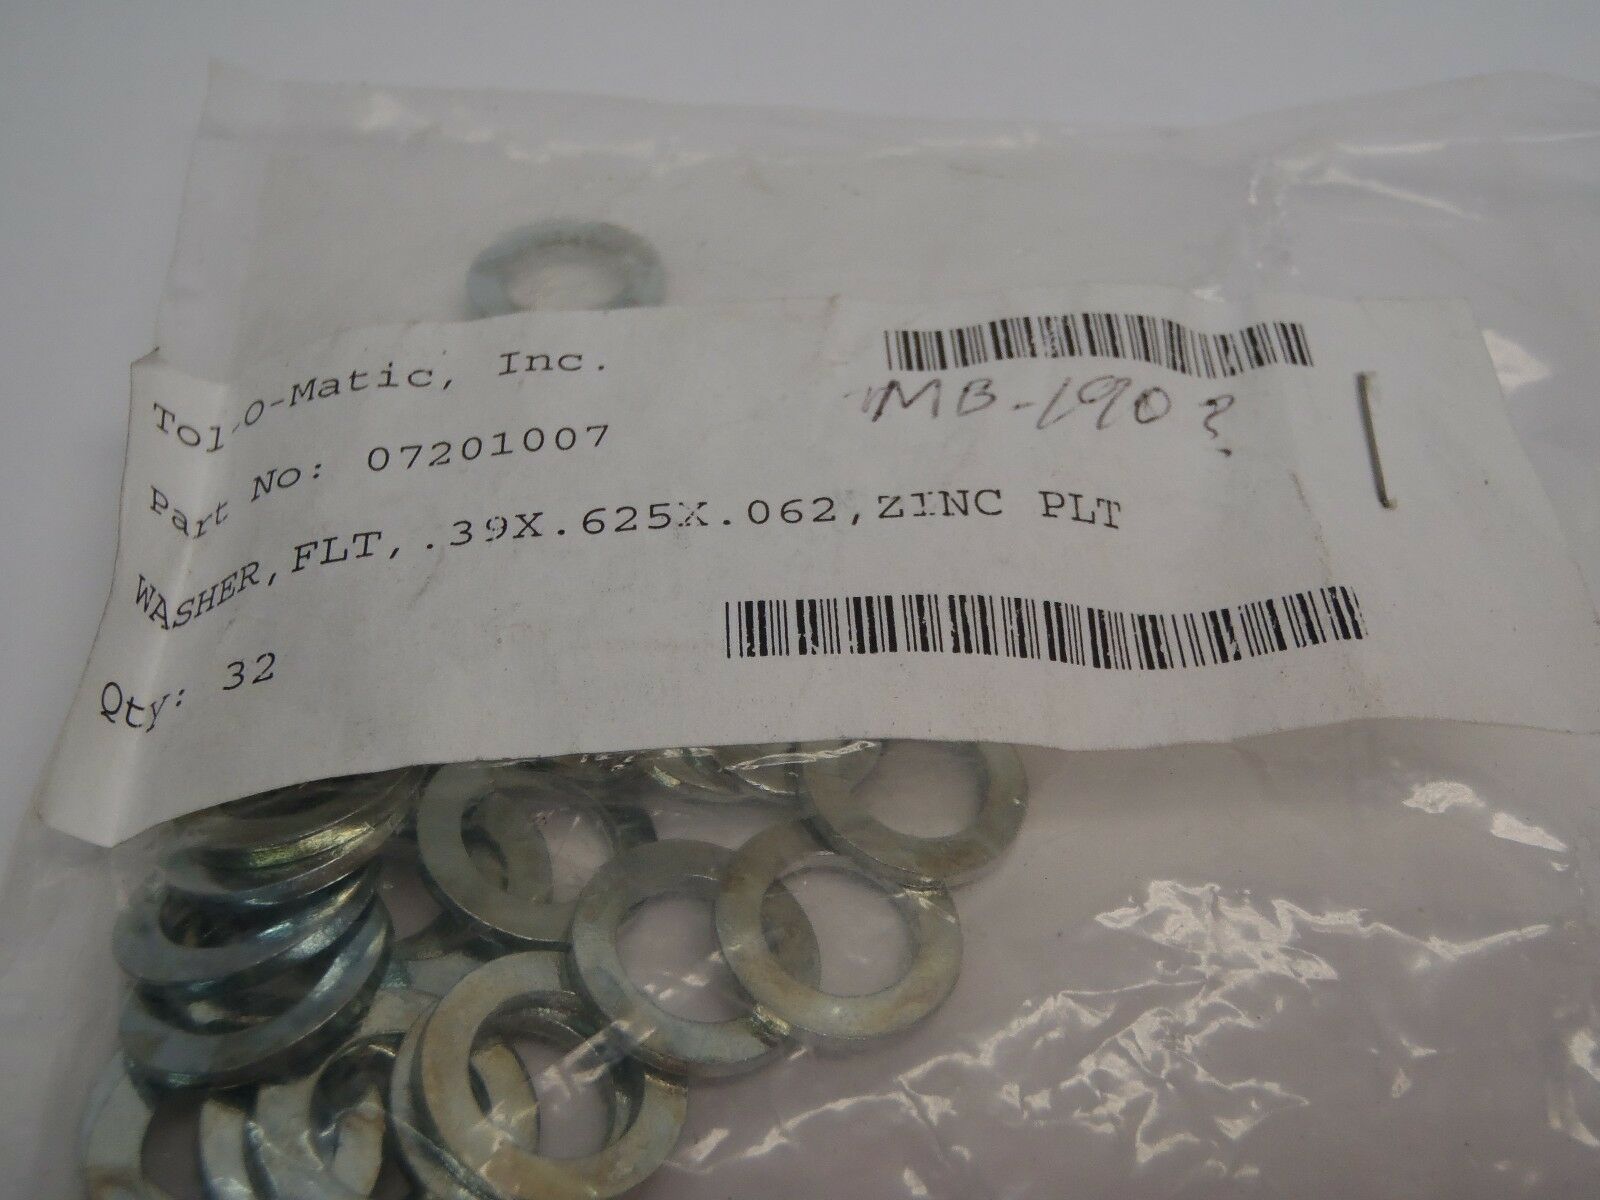 Tol-O-Matic, Inc.
MB-190 ?
Part No: 07201007
WASHER,FLT,.39X.625X.062,ZINC PLT
Qty: 32